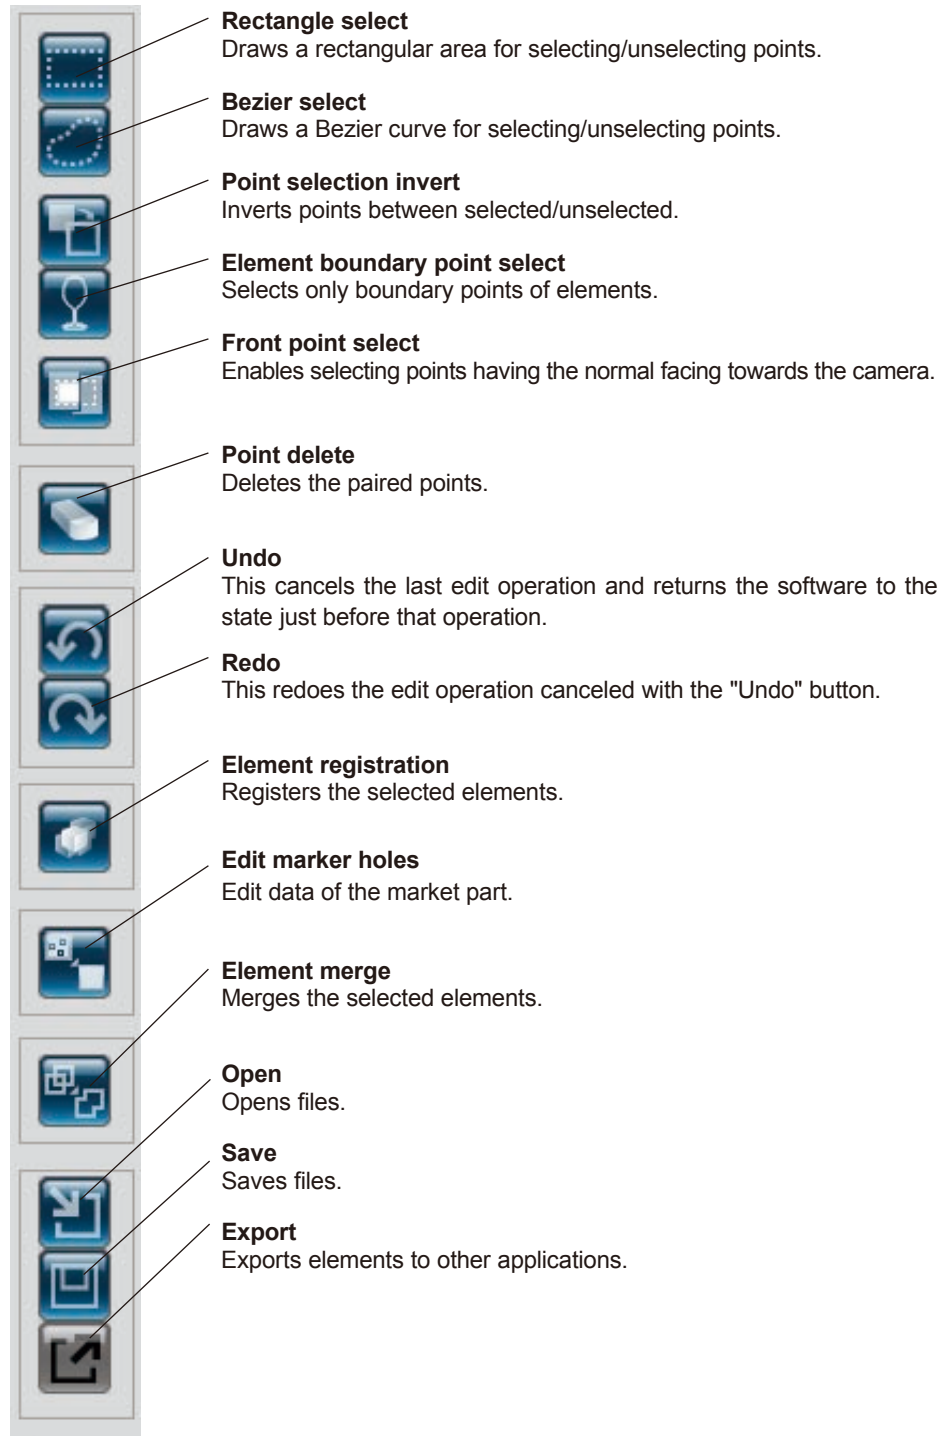 Rectangle select
Draws a rectangular area for selecting/unselecting points.
Bezier select
Draws a Bezier curve for selecting/unselecting points.
Point selection invert
Inverts points between selected/unselected.
Element boundary point select
Selects only boundary points of elements.
Front point select
Enables selecting points having the normal facing towards the camera.
Point delete
Deletes the paired points.
Undo
This cancels the last edit operation and returns the software to the
state just before that operation.
Redo
This redoes the edit operation canceled with the "Undo" button.
Element registration
Registers the selected elements.
Edit marker holes
Edit data of the market part.
Element merge
Merges the selected elements.
Open
Opens files.
Save
Saves files.
Export
Exports elements to other applications.